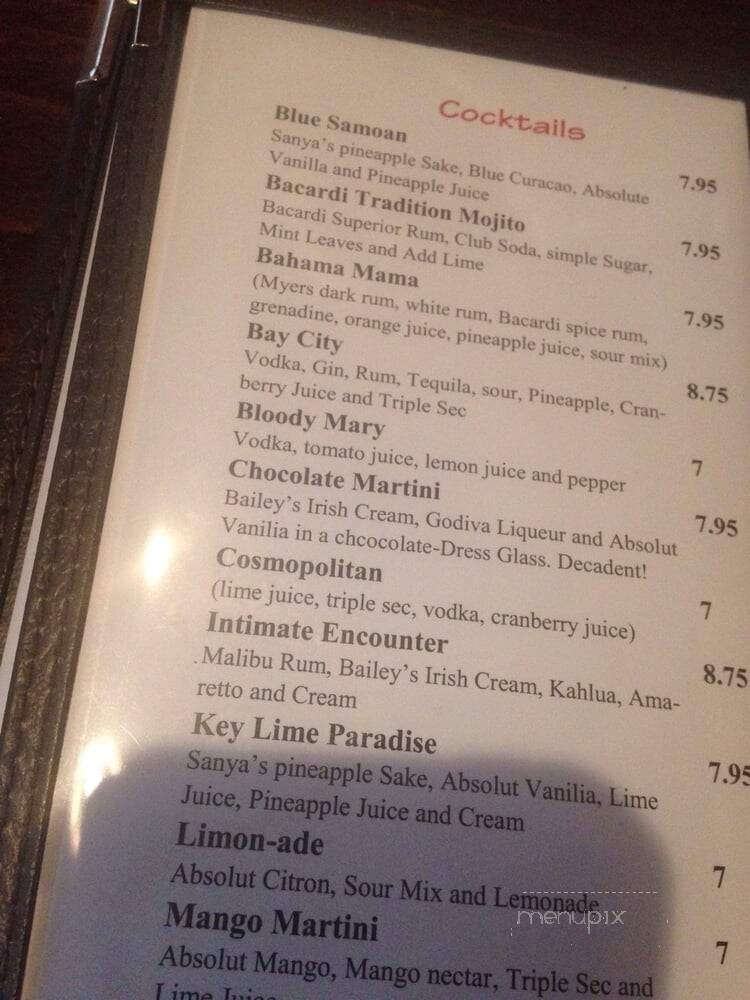 Cocktails
Blue Samoan 7.95
Sanya's pineapple Sake, Blue Curacao, Absolute
Vanilla and Pineapple Juice
Bacardi Tradition Mojito 7.95
Bacardi Superior Rum, Club Soda, simple Sugar,
Mint Leaves and Add Lime
Bahama Mama 7.95
(Myers dark rum, white rum, Bacardi spice rum,
grenadine, orange juice, pineapple juice, sour mix)
Bay City 8.75
Vodka, Gin, Rum, Tequila, sour, Pineapple, Cran-
berry Juice and Triple Sec
Bloody Mary 7
Vodka, tomato juice, lemon juice and pepper
Chocolate Martini 7.95
Bailey's Irish Cream, Godiva Liqueur and Absolut
Vanilia in a chcocolate-Dress Glass. Decadent!
Cosmopolitan 7
(lime juice, triple sec, vodka, cranberry juice)
Intimate Encounter 8.75
. Malibu Rum, Bailey's Irish Cream, Kahlua, Ama-
retto and Cream
Key Lime Paradise 7.95
Sanya's pineapple Sake, Absolut Vanilia, Lime
Juice, Pineapple Juice and Cream
Limon-ade 7
Absolut Citron, Sour Mix and Lemonade
Mango Martini 7
Absolut Mango, Mango nectar, Triple Sec and
Lime Juice
menupix